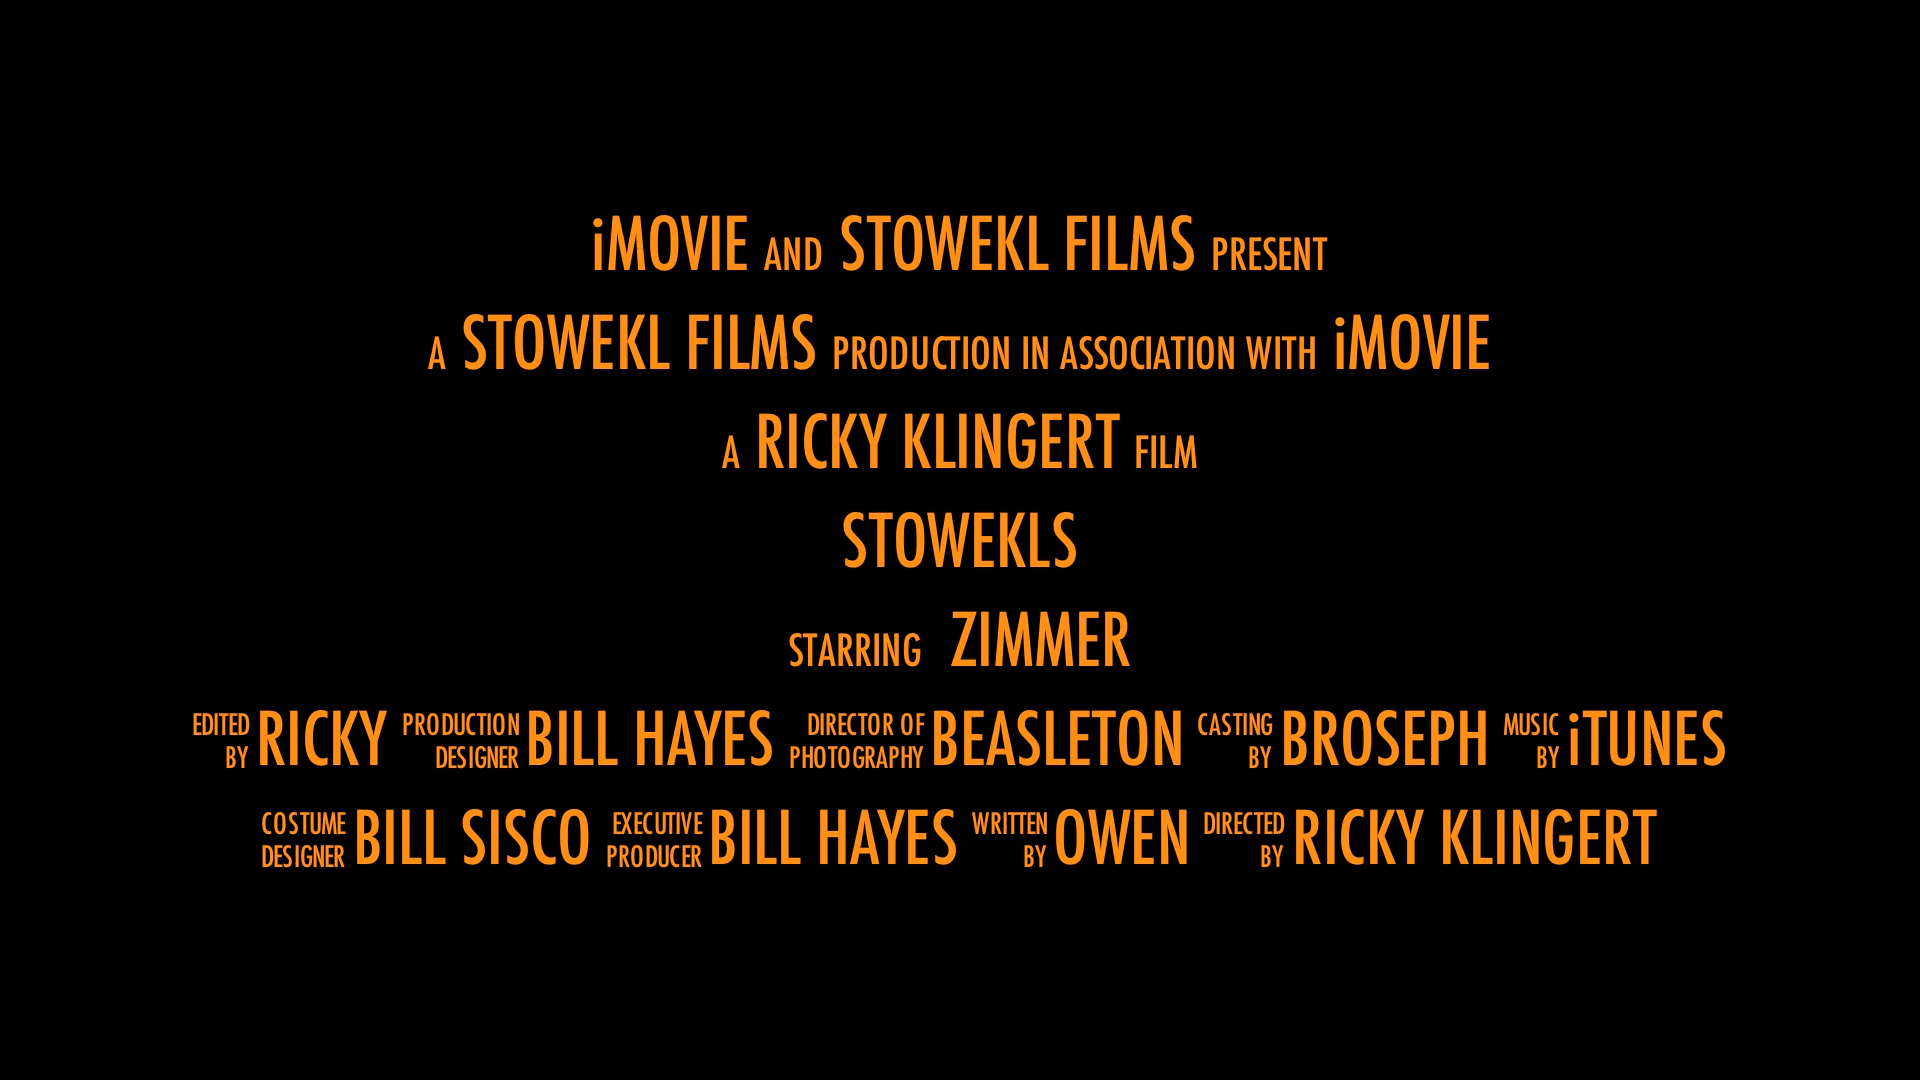 iMOVIE AND STOWEKL FILMS PRESENT
A STOWEKL FILMS PRODUCTION IN ASSOCIATION WITH iMOVIE
A RICKY KLINGERT FILM
STOWEKLS
STARRING ZIMMER
EDITED BY RICKY PRODUCTION DESIGNER BILL HAYES DIRECTOR OF PHOTOGRAPHY BEASLETON CASTING BY BROSEPH MUSIC BY iTUNES
COSTUME DESIGNER BILL SISCO EXECUTIVE PRODUCER BILL HAYES WRITTEN BY OWEN DIRECTED BY RICKY KLINGERT